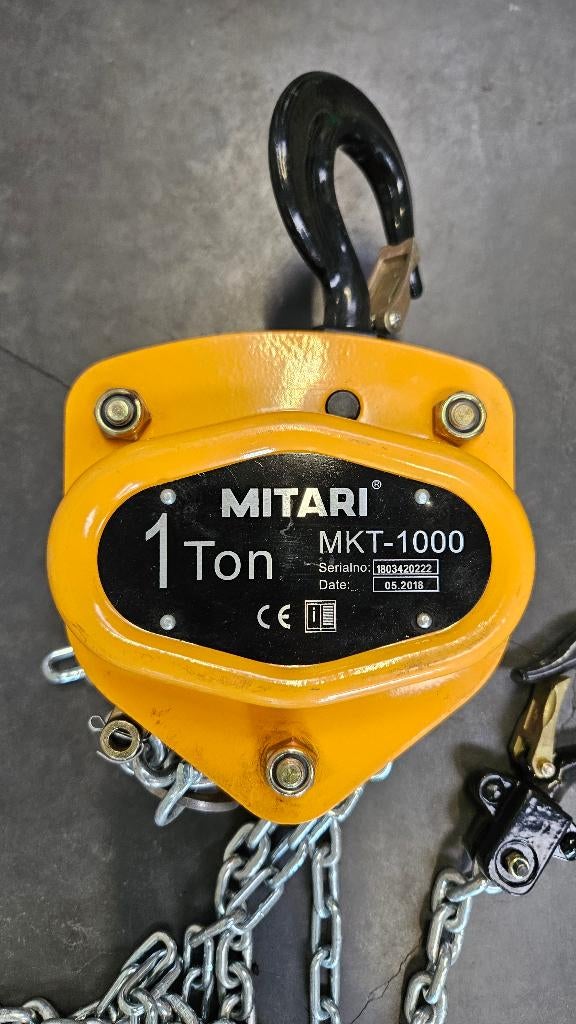 MITARI®
1 Ton
MKT-1000
Serialno: 1803420222
Date: 05.2018
CE i